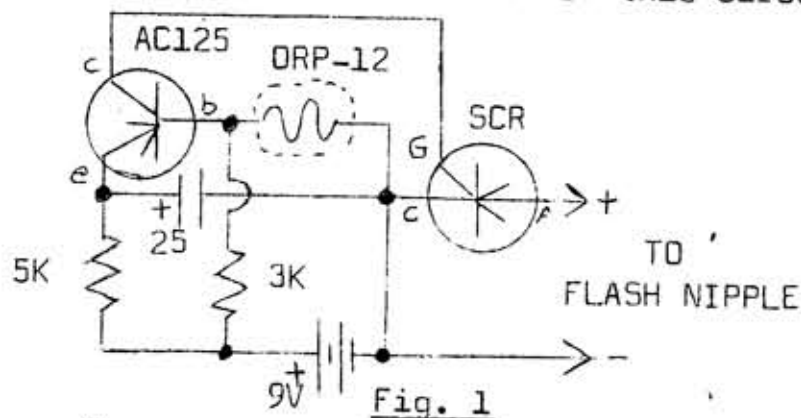 AC125
c
ORP-12
b
SCR
G
e
c
+
+
25
5K
3K
TO
FLASH NIPPLE
+
9V
-
Fig. 1